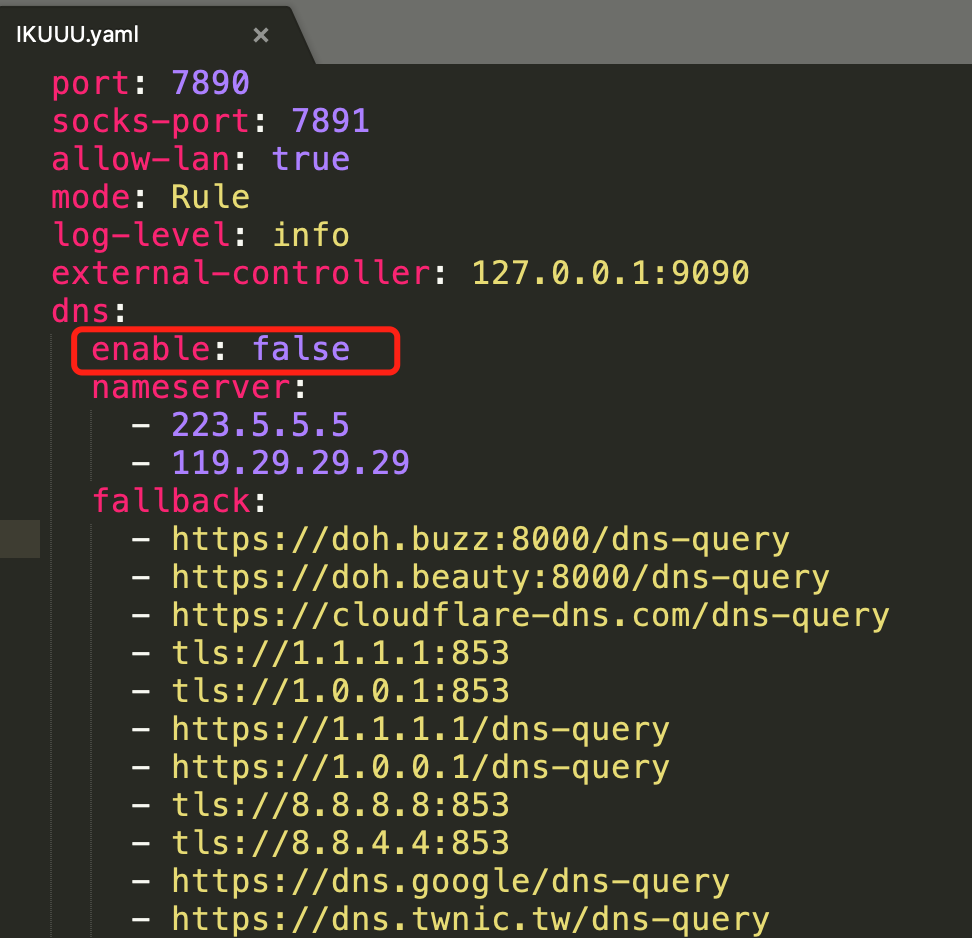 IKUUU.yaml ×
port: 7890
socks-port: 7891
allow-lan: true
mode: Rule
log-level: info
external-controller: 127.0.0.1:9090
dns:
  enable: false
  nameserver:
    - 223.5.5.5
    - 119.29.29.29
  fallback:
    - https://doh.buzz:8000/dns-query
    - https://doh.beauty:8000/dns-query
    - https://cloudflare-dns.com/dns-query
    - tls://1.1.1.1:853
    - tls://1.0.0.1:853
    - https://1.1.1.1/dns-query
    - https://1.0.0.1/dns-query
    - tls://8.8.8.8:853
    - tls://8.8.4.4:853
    - https://dns.google/dns-query
    - https://dns.twnic.tw/dns-query